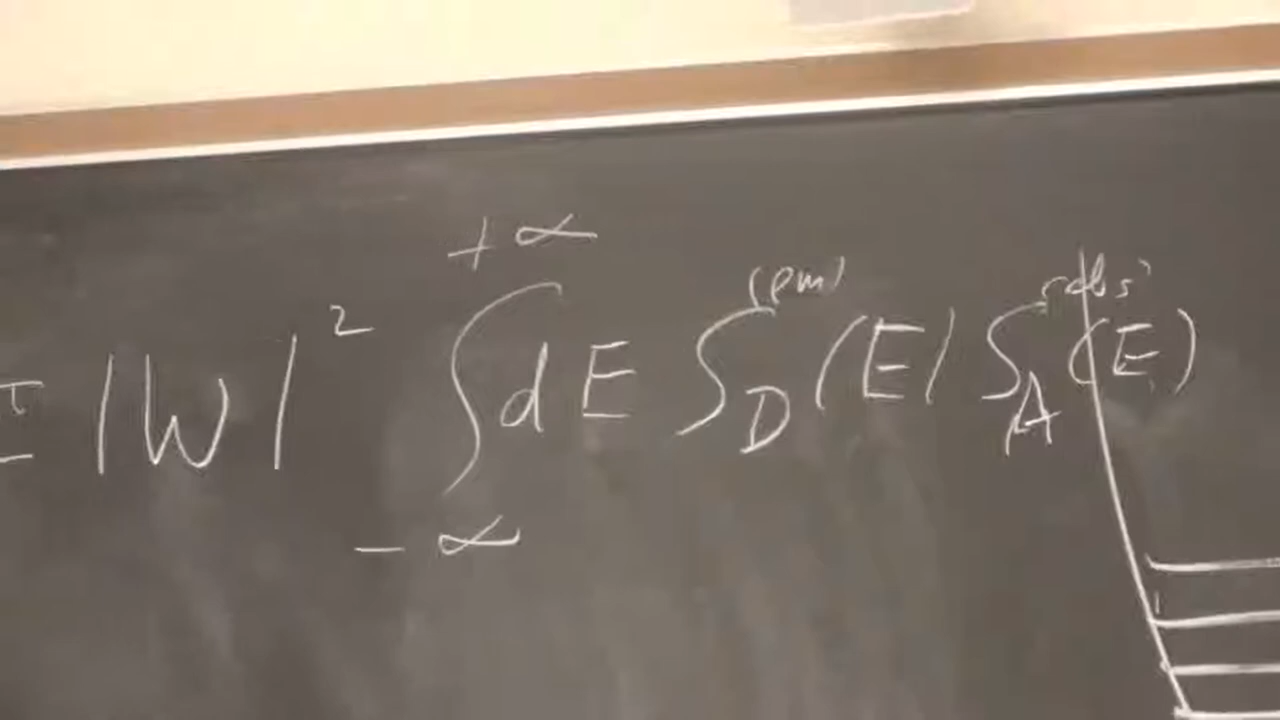 |W|² ∫_{-∞}^{+∞} dE S_D^{(em)}(E) S_A^{(abs)}(E)